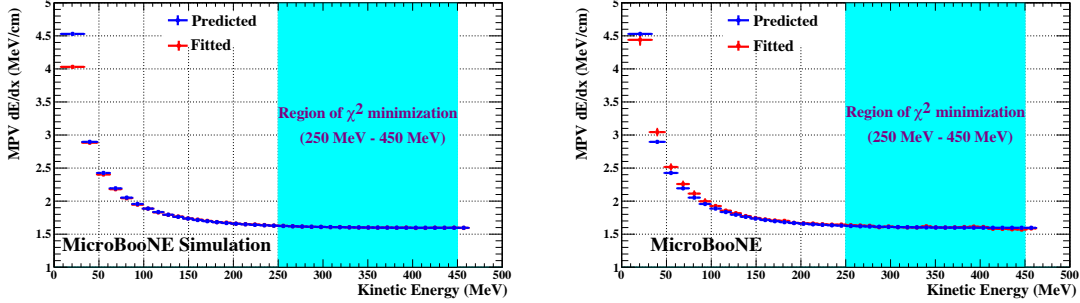 MPV dE/dx (MeV/cm)
5
4.5
4
3.5
3
2.5
2
1.5
1
Predicted
Fitted
Region of χ² minimization
(250 MeV - 450 MeV)
MicroBooNE Simulation
0 50 100 150 200 250 300 350 400 450 500
Kinetic Energy (MeV)
MPV dE/dx (MeV/cm)
5
4.5
4
3.5
3
2.5
2
1.5
1
Predicted
Fitted
Region of χ² minimization
(250 MeV - 450 MeV)
MicroBooNE
0 50 100 150 200 250 300 350 400 450 500
Kinetic Energy (MeV)